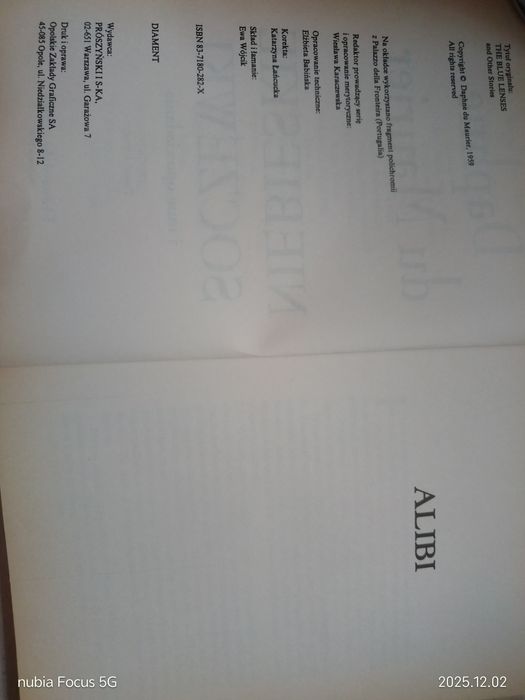 Tytuł oryginału:
THE BLUE LENSES
and Other Stories
Copyright © Daphne du Maurier, 1959
All rights reserved
Na okładce wykorzystano fragment polichromii
z Palazzo della Fronteira (Portugalia)
Redaktor prowadzący serię
i opracowanie merytoryczne:
Wiesława Karaczewska
Opracowanie techniczne:
Elżbieta Babińska
Korekta:
Katarzyna Łańcucka
Skład i łamanie:
Ewa Wójcik
ISBN 83-7180-282-X
DIAMENT
Wydawca:
PRÓSZYŃSKI I S-KA,
02-651 Warszawa, ul. Garażowa 7
Druk i oprawa:
Opolskie Zakłady Graficzne SA
45-085 Opole, ul. Niedziałkowskiego 8-12
ALIBI
nubia Focus 5G
2025.12.02